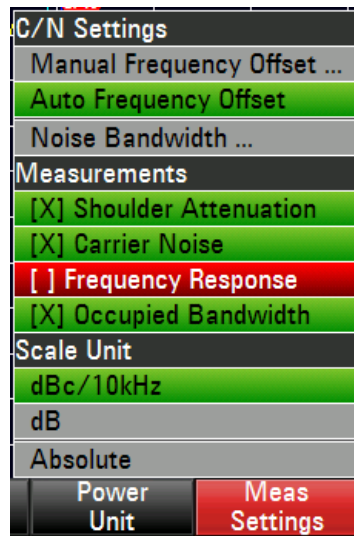 C/N Settings
Manual Frequency Offset ...
Auto Frequency Offset
Noise Bandwidth ...
Measurements
[X] Shoulder Attenuation
[X] Carrier Noise
[ ] Frequency Response
[X] Occupied Bandwidth
Scale Unit
dBc/10kHz
dB
Absolute
Power
Unit
Meas
Settings